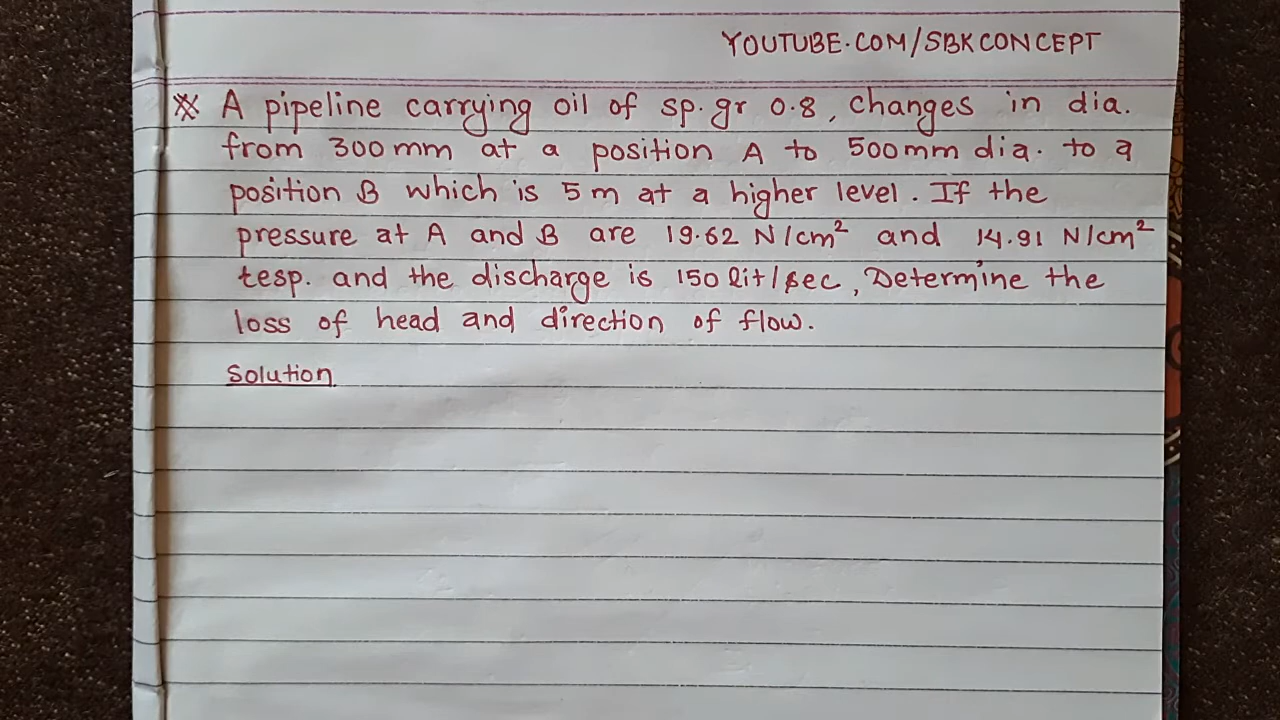 YOUTUBE.COM/SBKCONCEPT
※ A pipeline carrying oil of sp.gr 0.8, changes in dia.
from 300mm at a position A to 500mm dia. to a
position B which is 5m at a higher level. If the
pressure at A and B are 19.62 N/cm² and 14.91 N/cm²
tesp. and the discharge is 150 lit/sec, Determine the
loss of head and direction of flow.
Solution